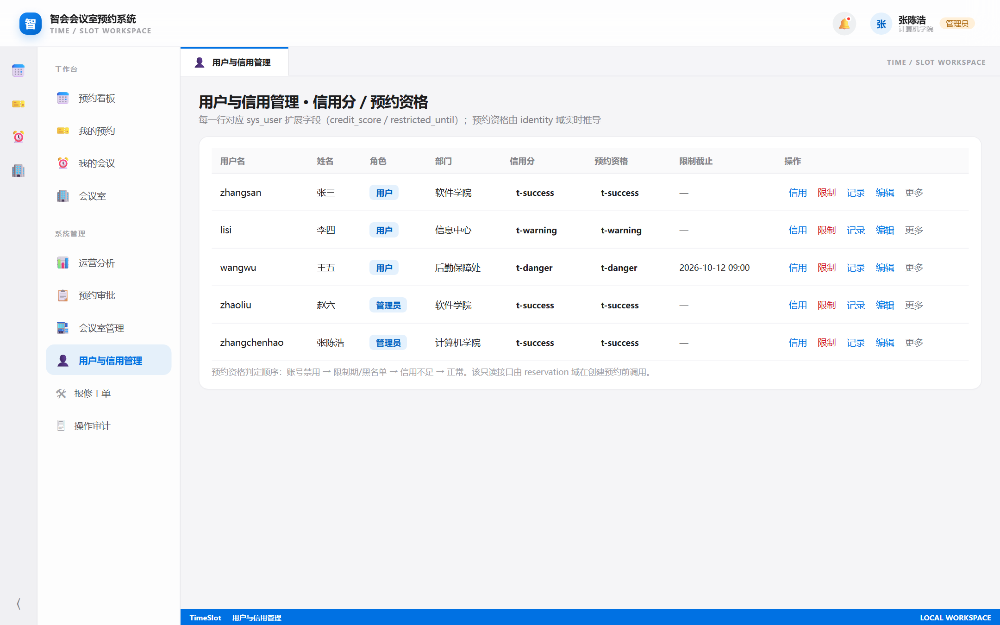 智
智会会议室预约系统
TIME / SLOT WORKSPACE
张
张陈浩
计算机学院
管理员
工作台
预约看板
我的预约
我的会议
会议室
系统管理
运营分析
预约审批
会议室管理
用户与信用管理
报修工单
操作审计
用户与信用管理
TIME / SLOT WORKSPACE
用户与信用管理 • 信用分 / 预约资格
每一行对应 sys_user 扩展字段（credit_score / restricted_until）；预约资格由 identity 域实时推导
用户名 姓名 角色 部门 信用分 预约资格 限制截止 操作
zhangsan 张三 用户 软件学院 t-success t-success — 信用 限制 记录 编辑 更多
lisi 李四 用户 信息中心 t-warning t-warning — 信用 限制 记录 编辑 更多
wangwu 王五 用户 后勤保障处 t-danger t-danger 2026-10-12 09:00 信用 限制 记录 编辑 更多
zhaoliu 赵六 管理员 软件学院 t-success t-success — 信用 限制 记录 编辑 更多
zhangchenhao 张陈浩 管理员 计算机学院 t-success t-success — 信用 限制 记录 编辑 更多
预约资格判定顺序：账号禁用 → 限制期/黑名单 → 信用不足 → 正常。该只读接口由 reservation 域在创建预约前调用。
TimeSlot 用户与信用管理
LOCAL WORKSPACE